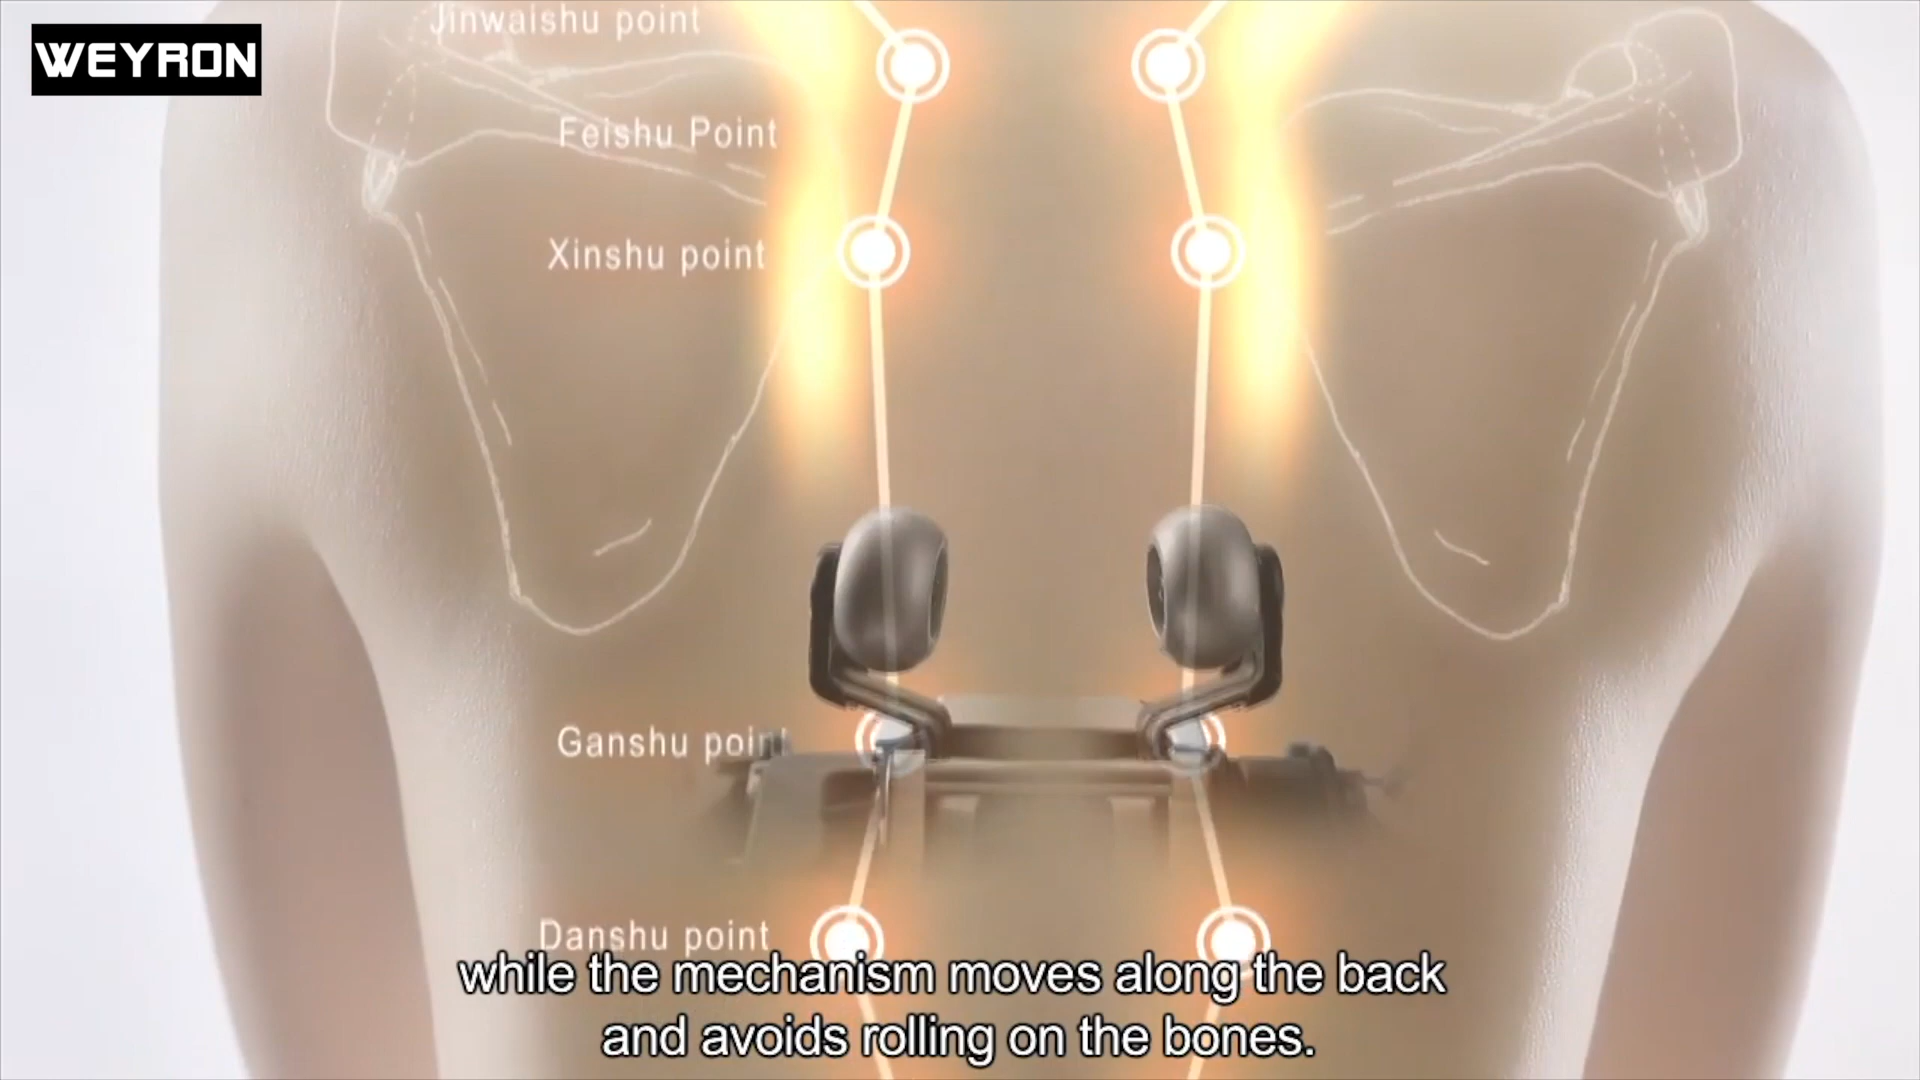 WEYRON
Jinwaishu point
Feishu Point
Xinshu point
Ganshu point
Danshu point
while the mechanism moves along the back
and avoids rolling on the bones.